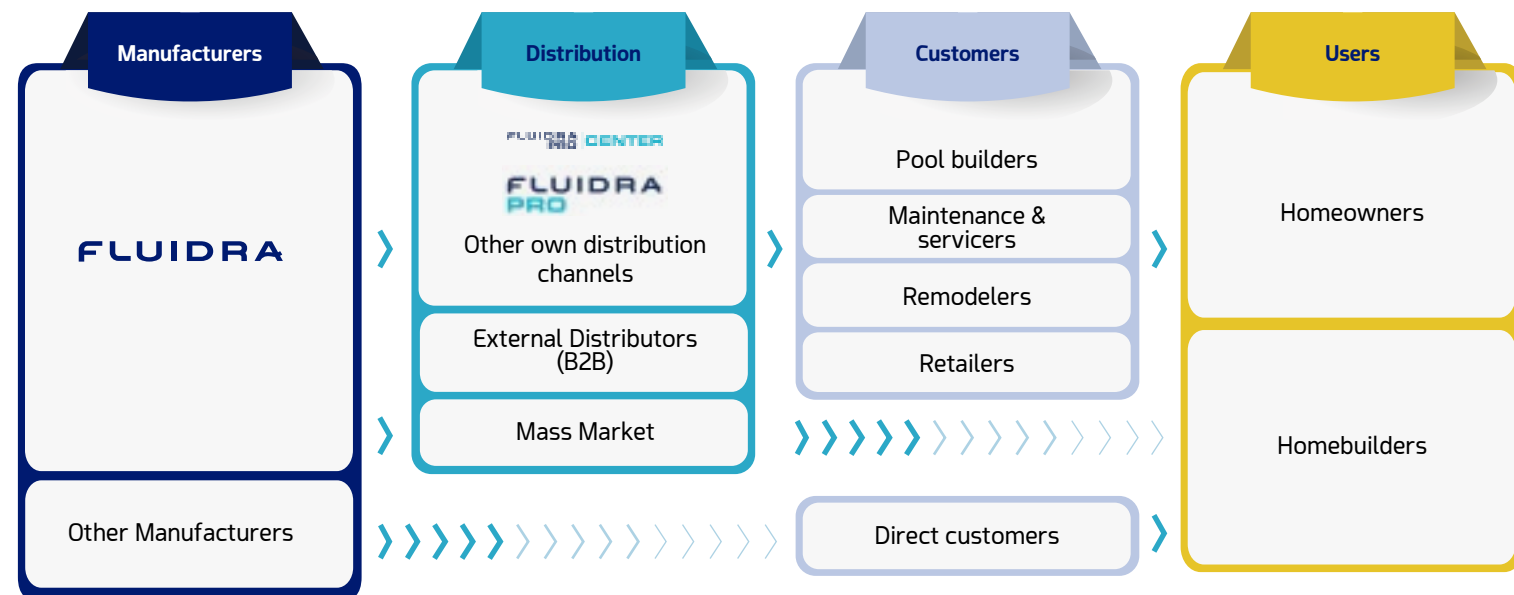 Manufacturers
FLUIDRA
Other Manufacturers
Distribution
CENTER
FLUIDRA
PRO
Other own distribution
channels
External Distributors
(B2B)
Mass Market
Customers
Pool builders
Maintenance &
servicers
Remodelers
Retailers
Direct customers
Users
Homeowners
Homebuilders